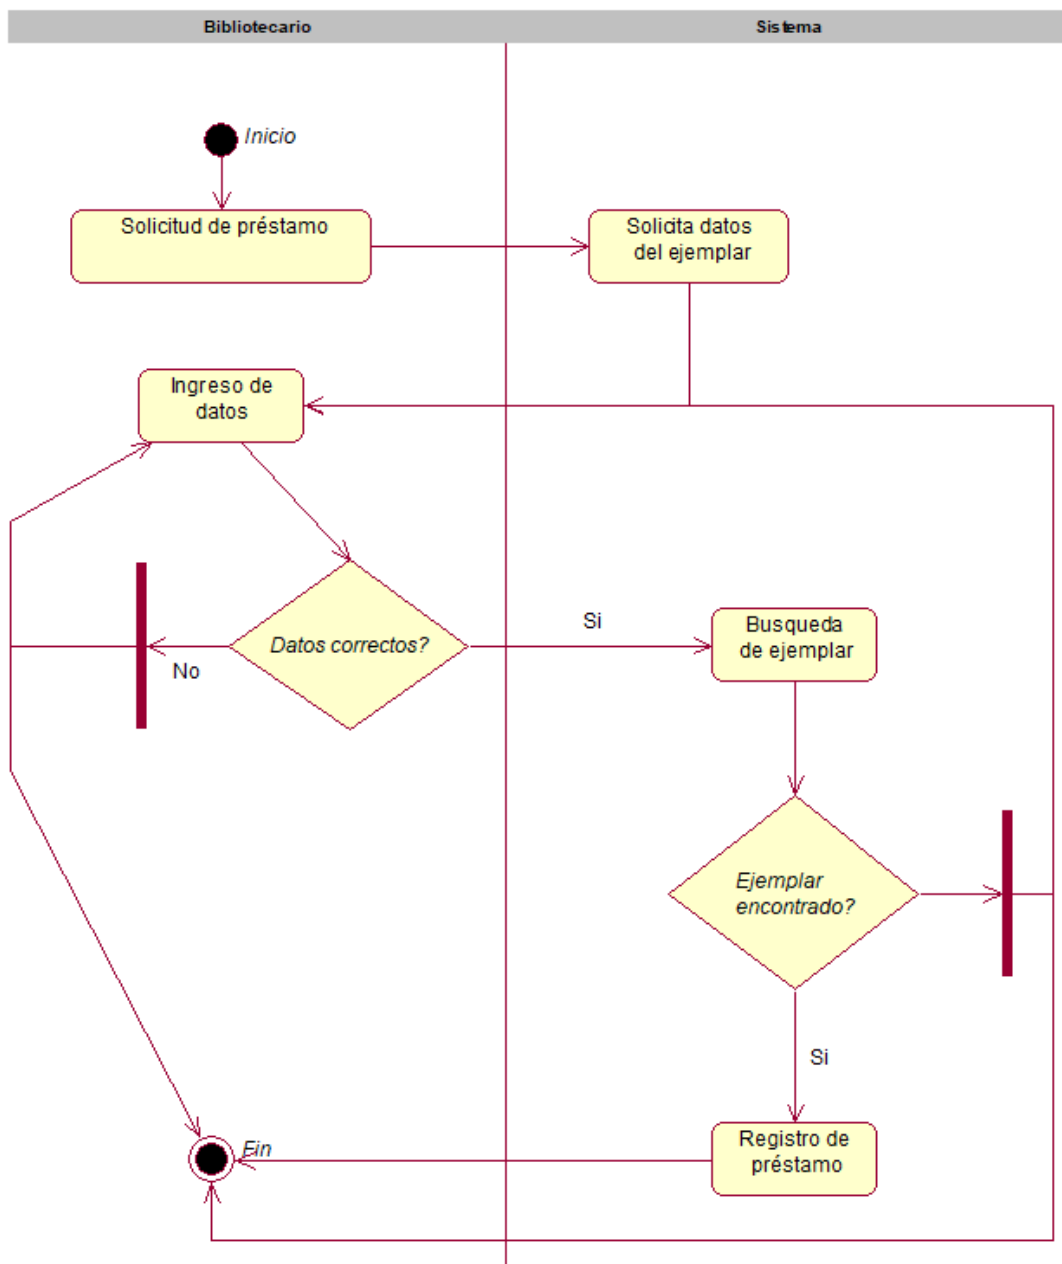 Bibliotecario
Sistema
Inicio
Solicitud de préstamo
Solicita datos
del ejemplar
Ingreso de
datos
Datos correctos?
Si
No
Busqueda
de ejemplar
Ejemplar
encontrado?
Si
Registro de
préstamo
Fin